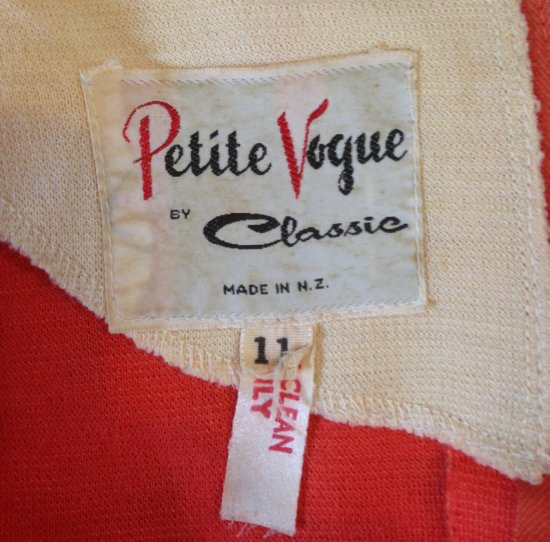 Petite Vogue
BY Classic
MADE IN N.Z.
11
CLEAN